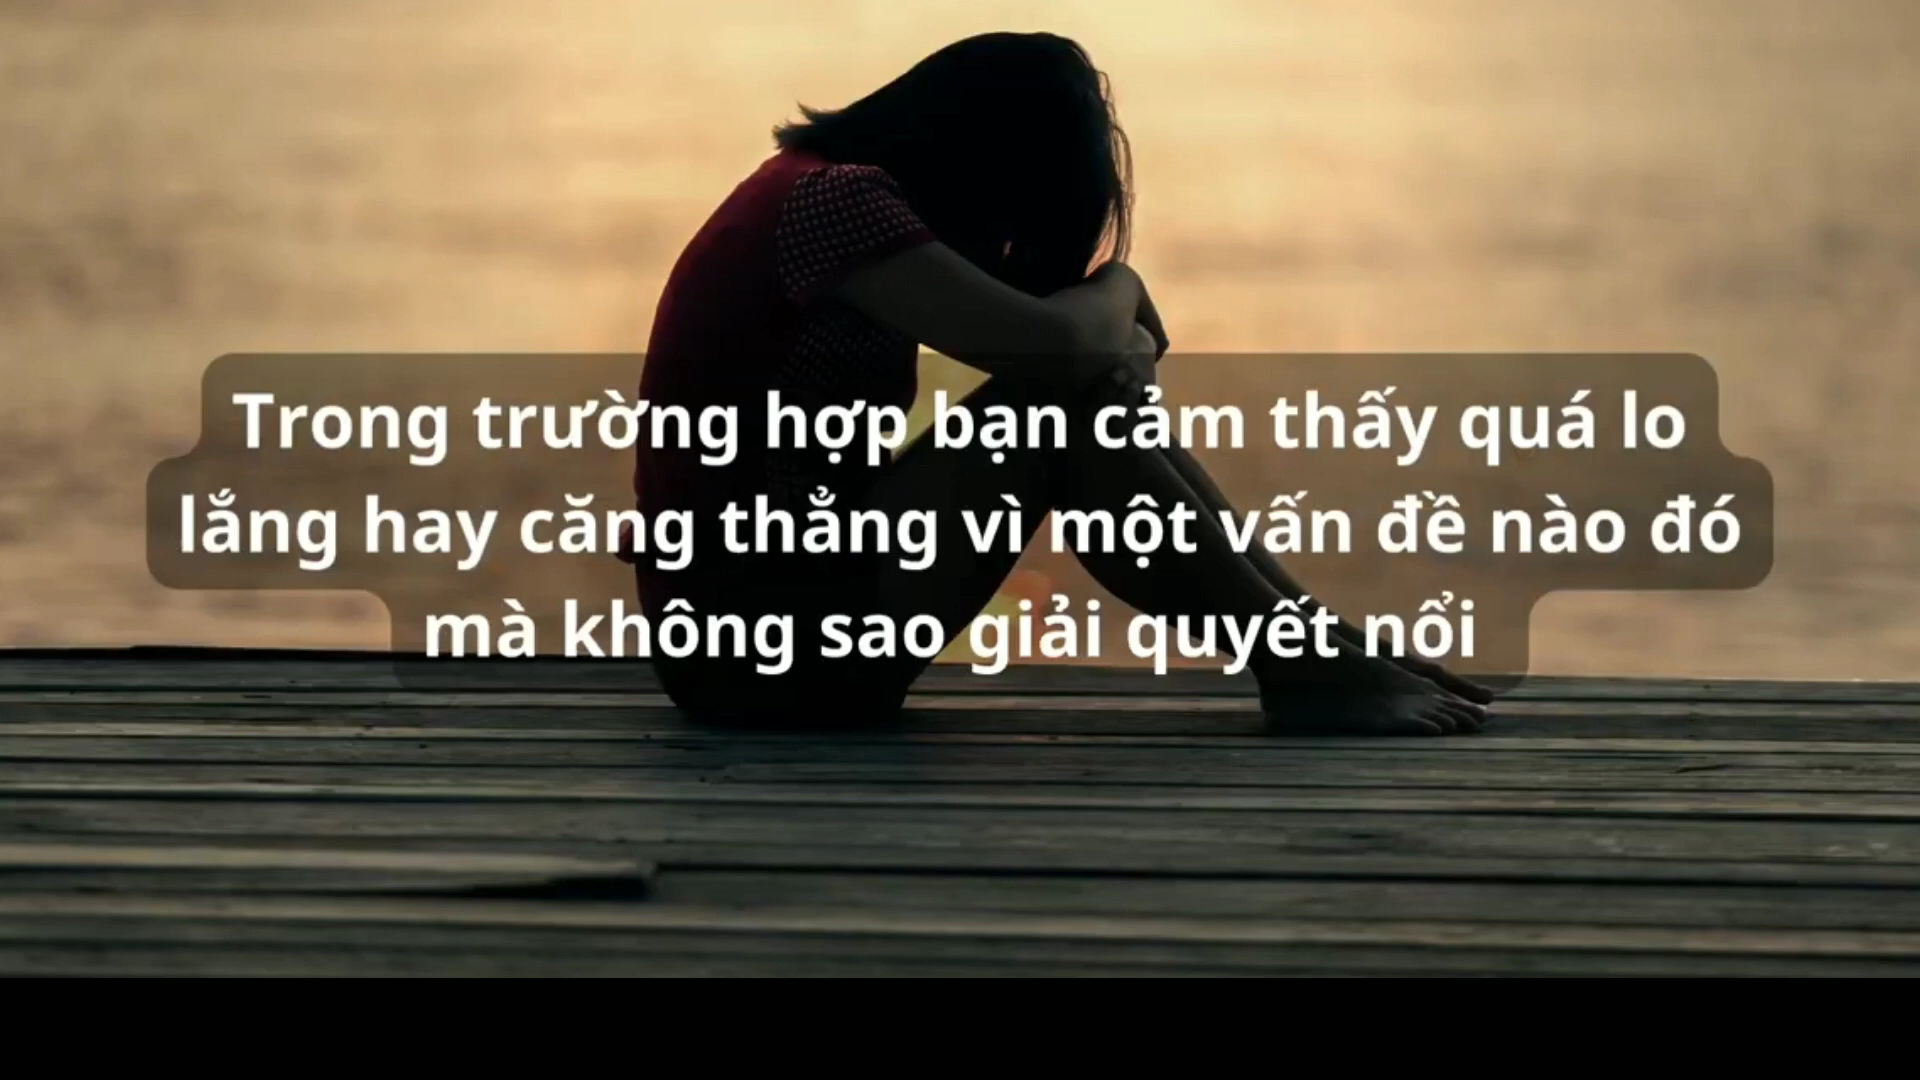 Trong trường hợp bạn cảm thấy quá lo
lắng hay căng thẳng vì một vấn đề nào đó
mà không sao giải quyết nổi